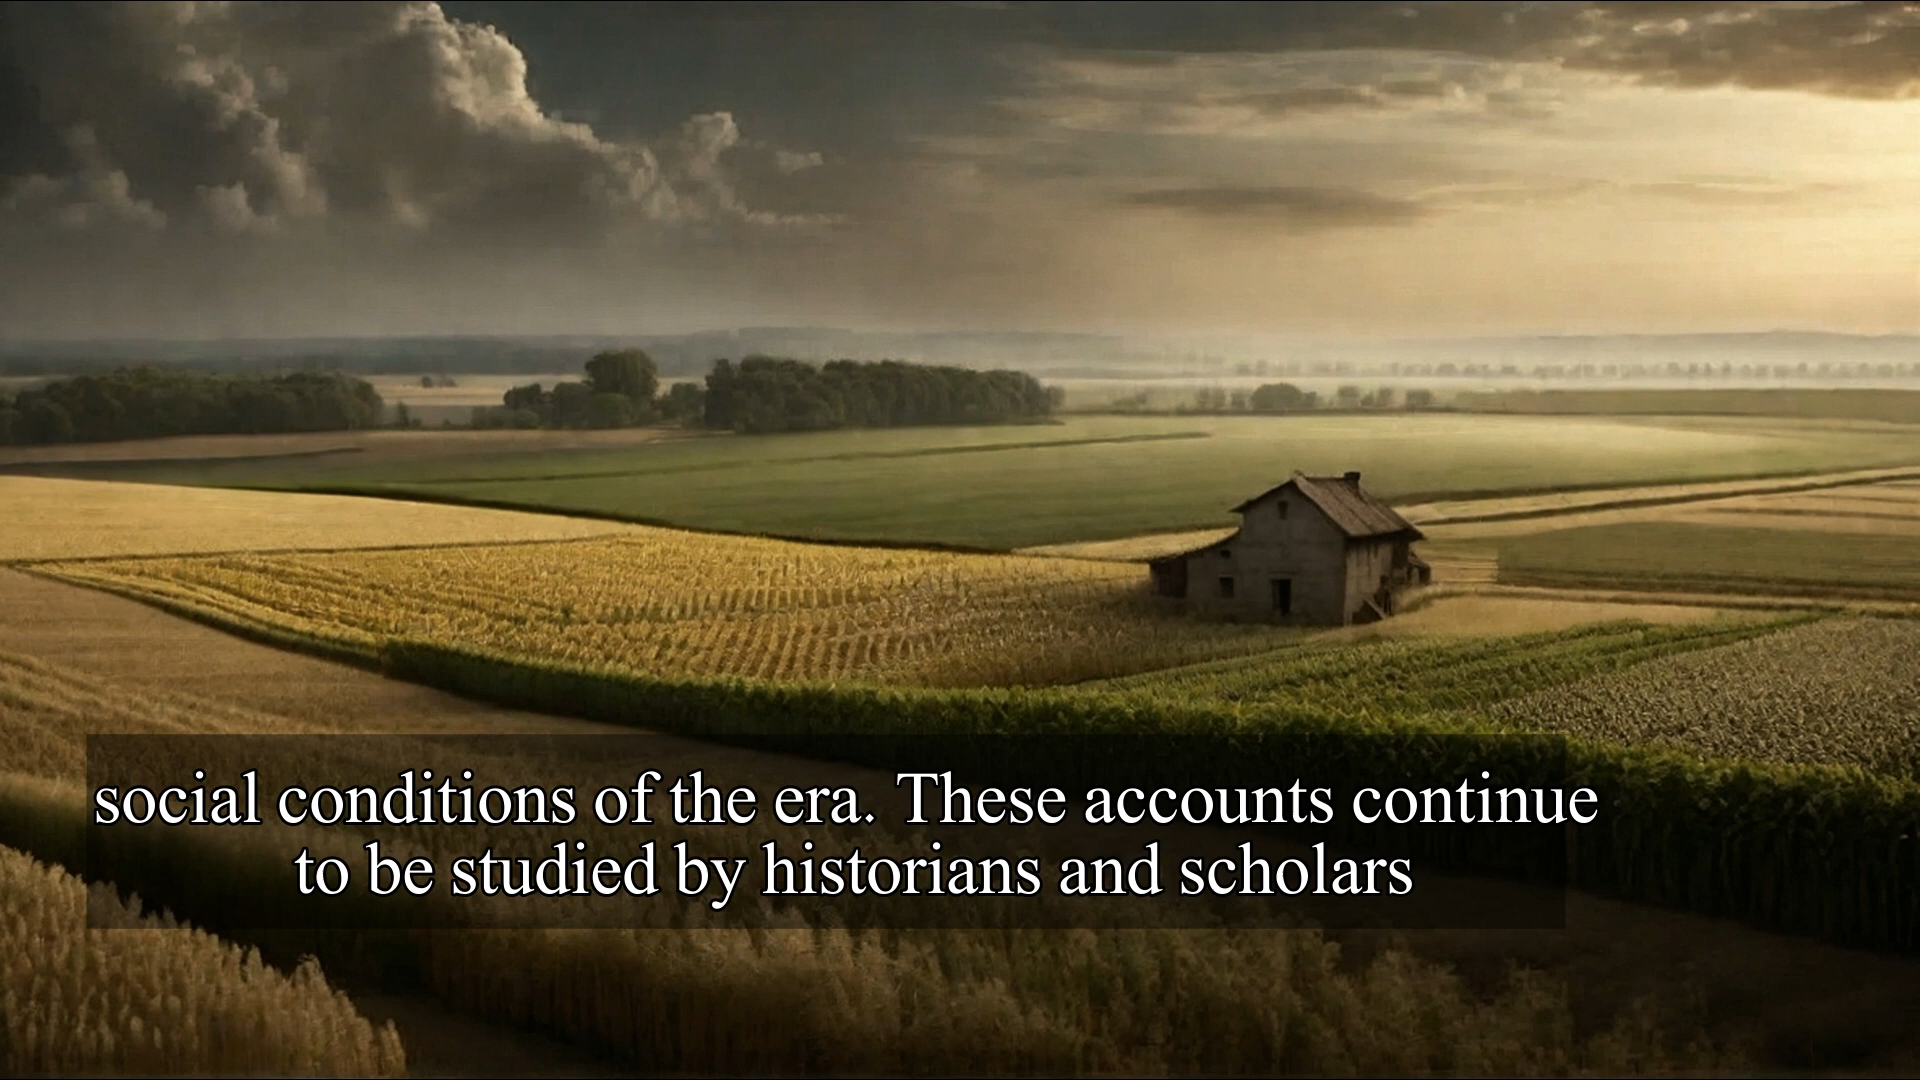 social conditions of the era. These accounts continue
to be studied by historians and scholars